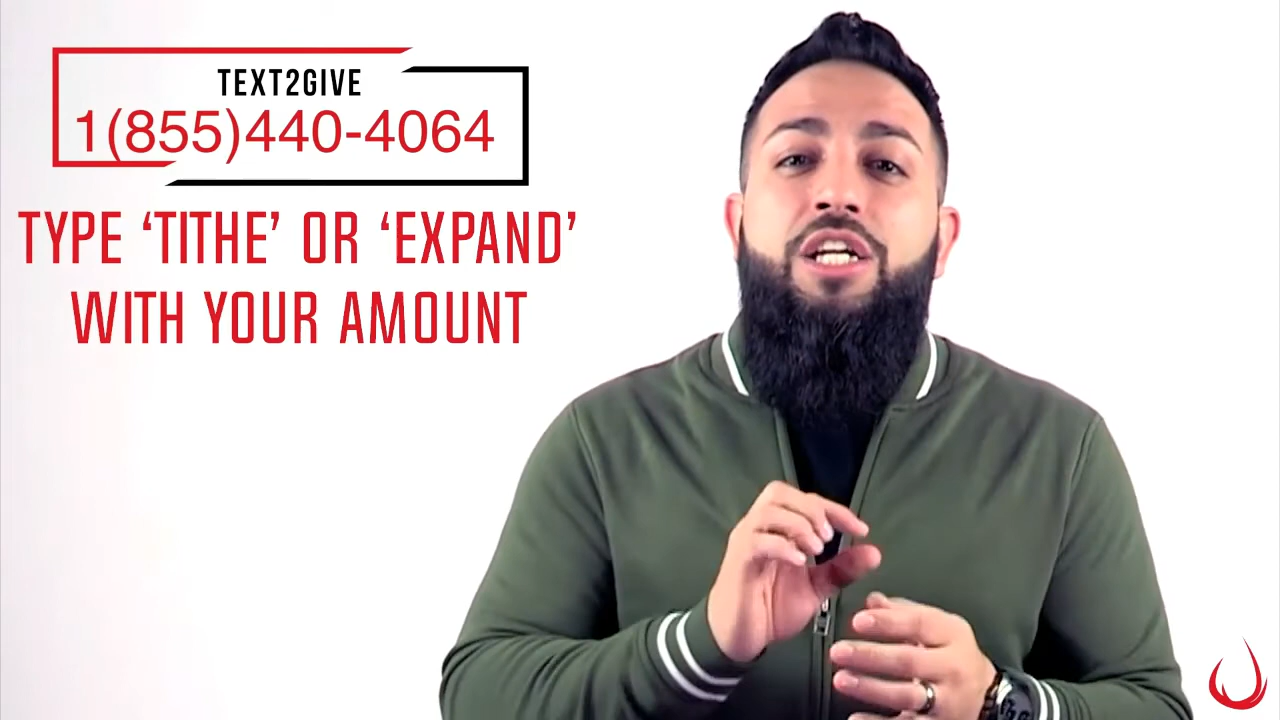 TEXT2GIVE
1(855)440-4064
TYPE ‘TITHE’ OR ‘EXPAND’
WITH YOUR AMOUNT